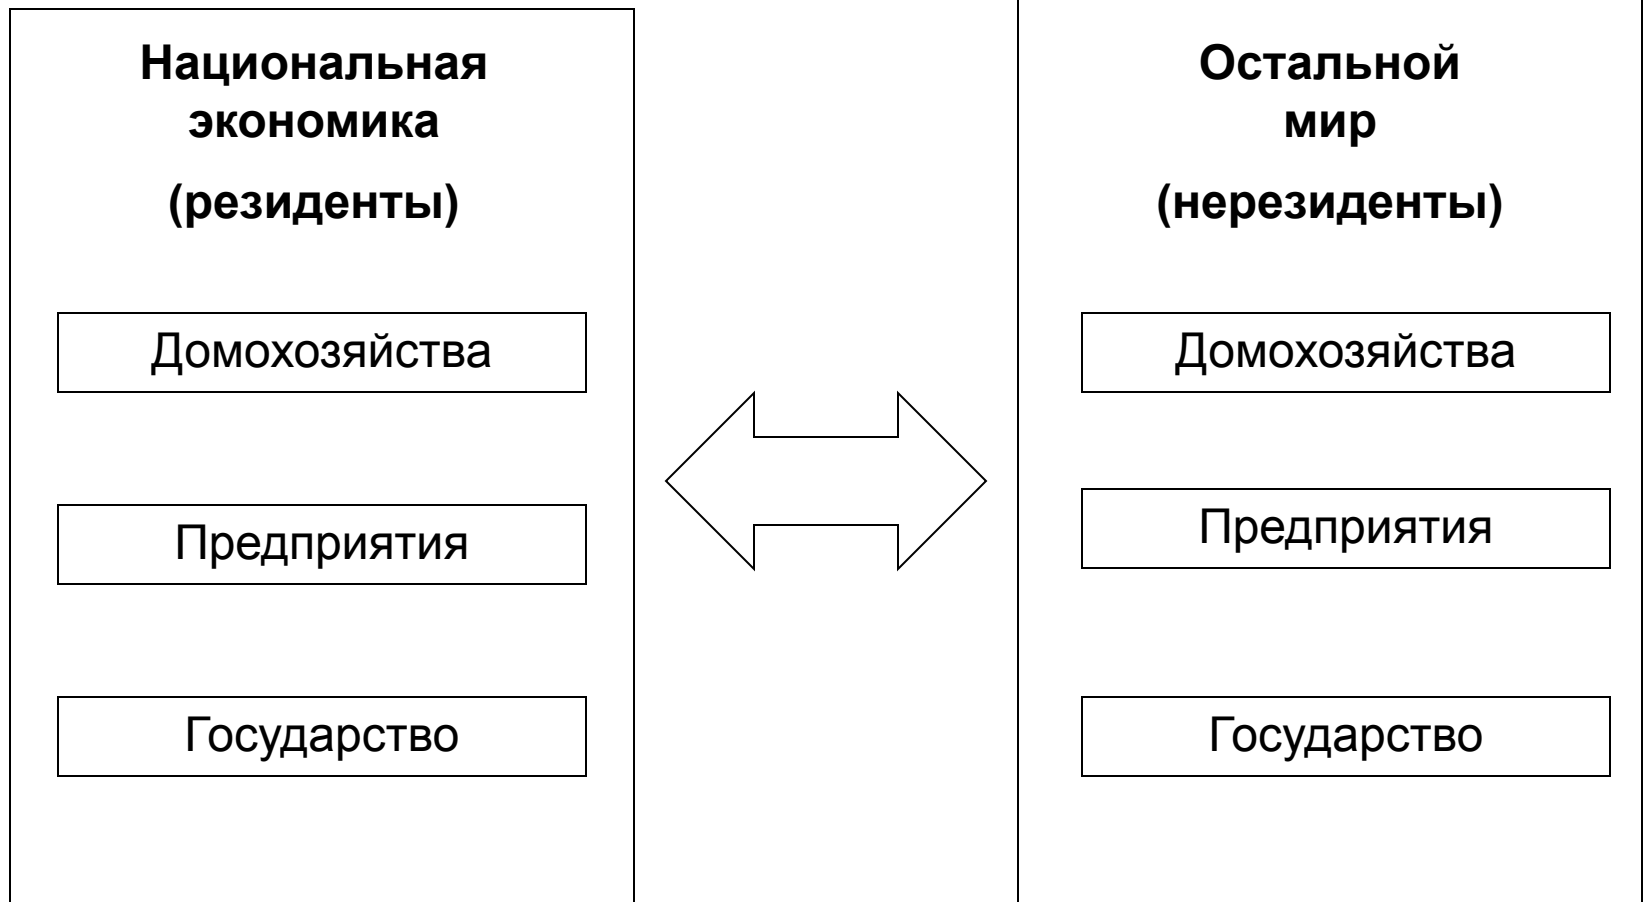 Национальная
экономика
(резиденты)
Домохозяйства
Предприятия
Государство
Остальной
мир
(нерезиденты)
Домохозяйства
Предприятия
Государство